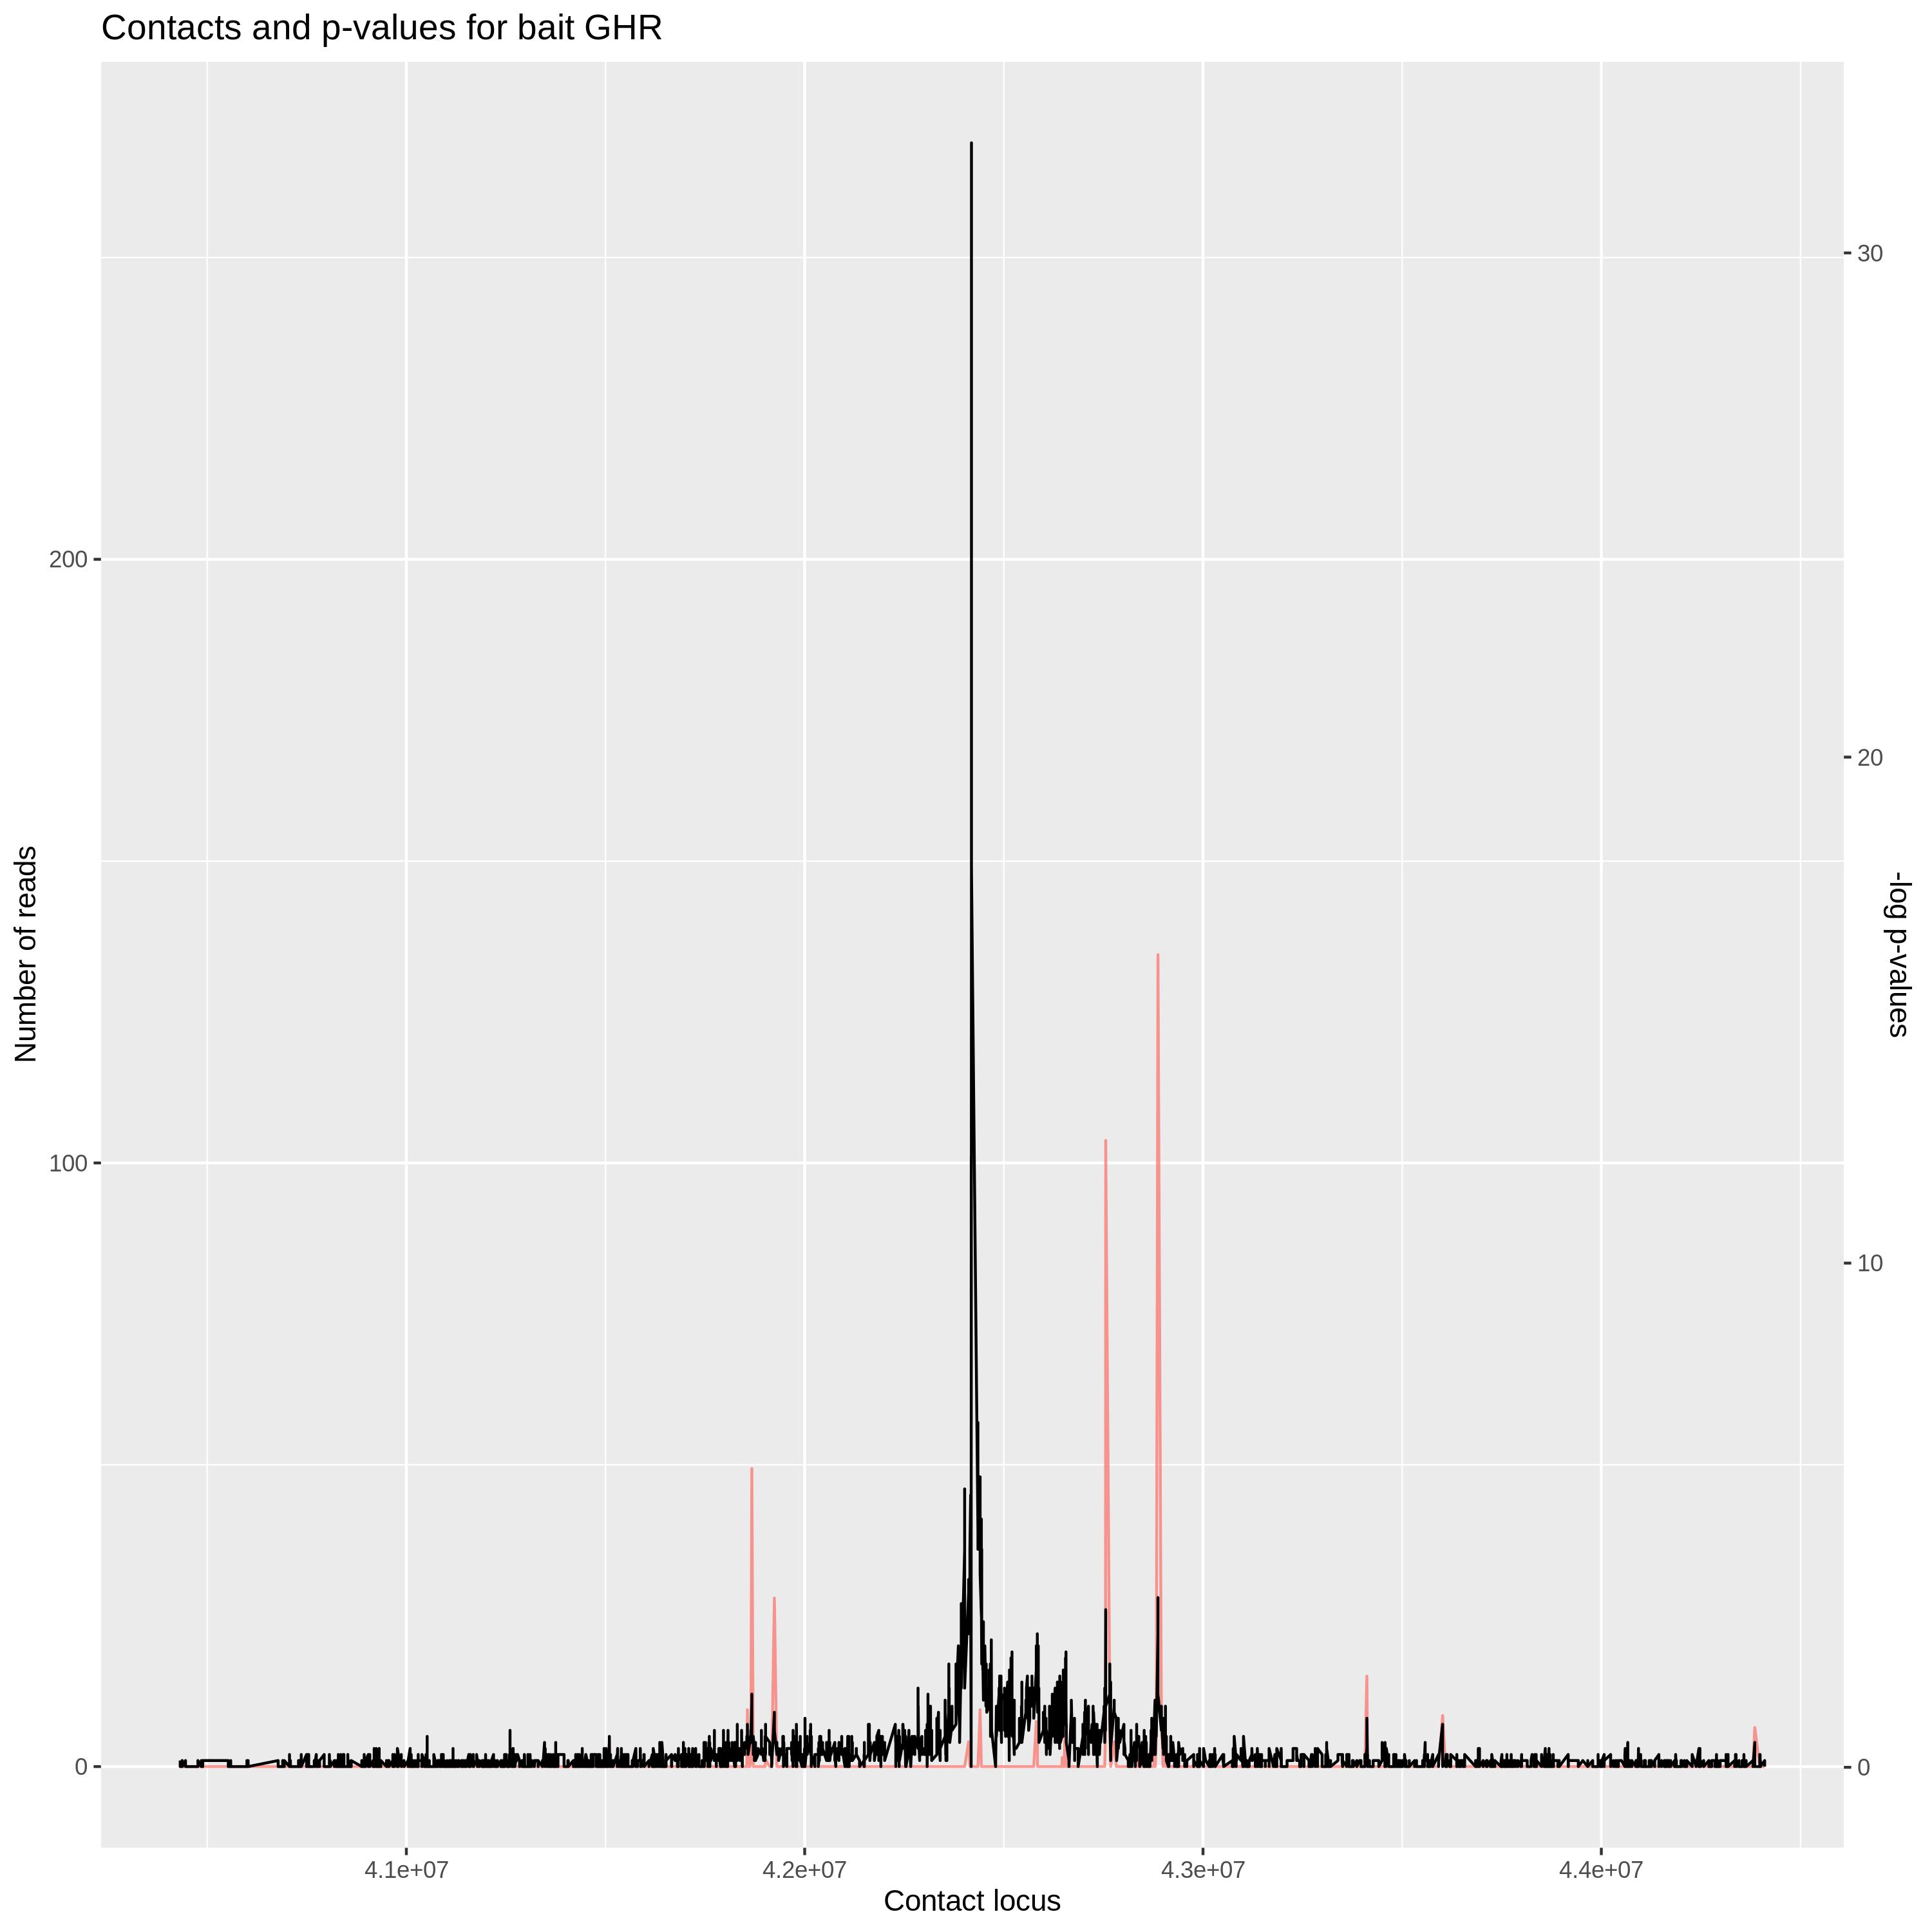 Contacts and p-values for bait GHR
30
200
20
Number of reads
-log p-values
100
10
0
0
4.1e+07
4.2e+07
4.3e+07
4.4e+07
Contact locus